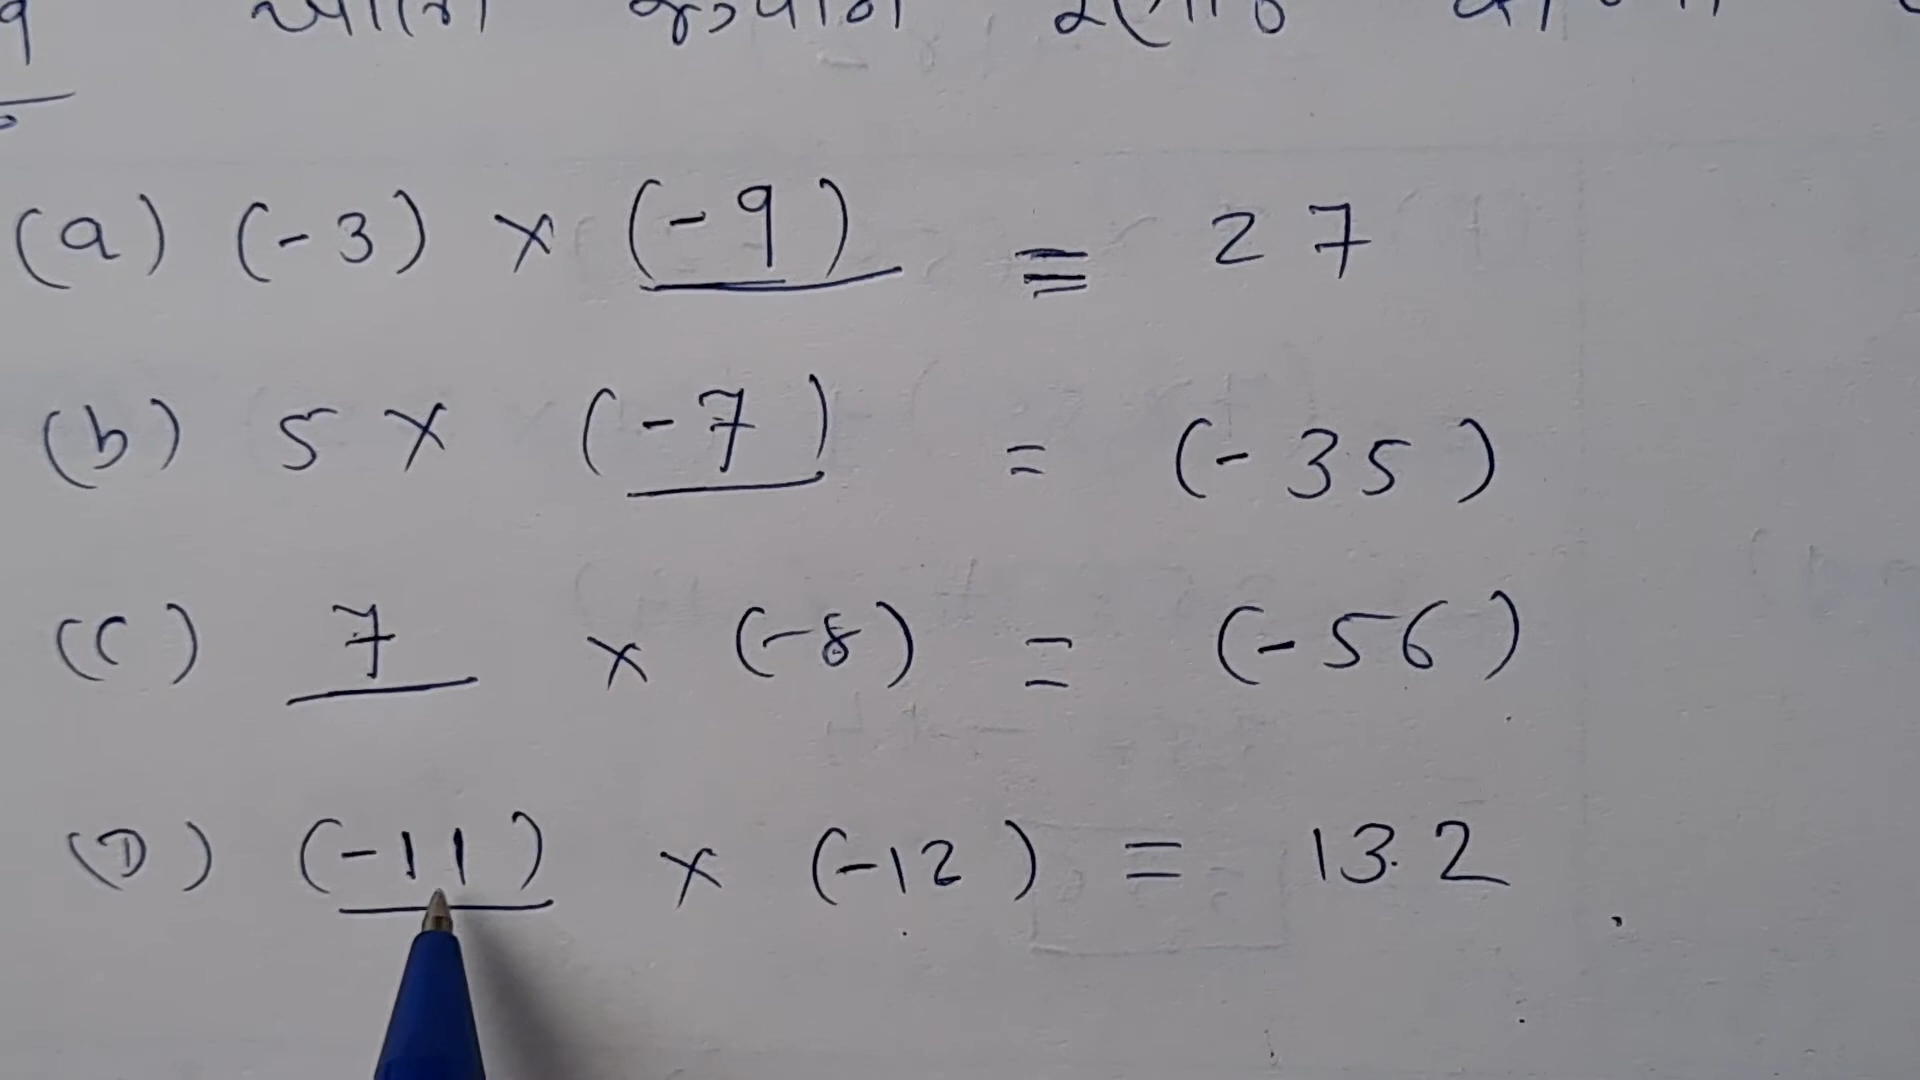 (a) (-3) × (-9) = 27
(b) 5 × (-7) = (-35)
(c) 7 × (-8) = (-56)
(D) (-11) × (-12) = 132